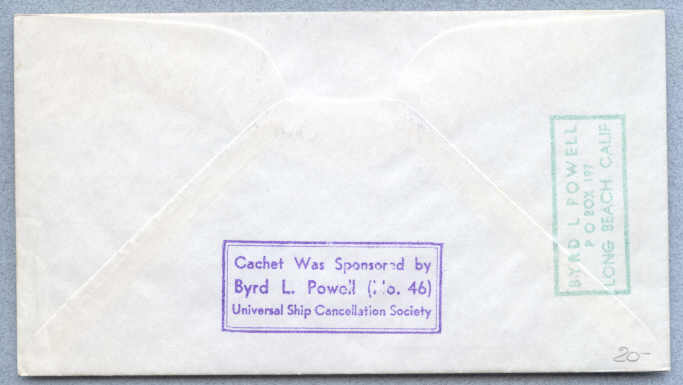 Cachet Was Sponsored by
Byrd L. Powell (No. 46)
Universal Ship Cancellation Society
BYRD L POWELL
P O BOX 197
LONG BEACH CALIF
20-